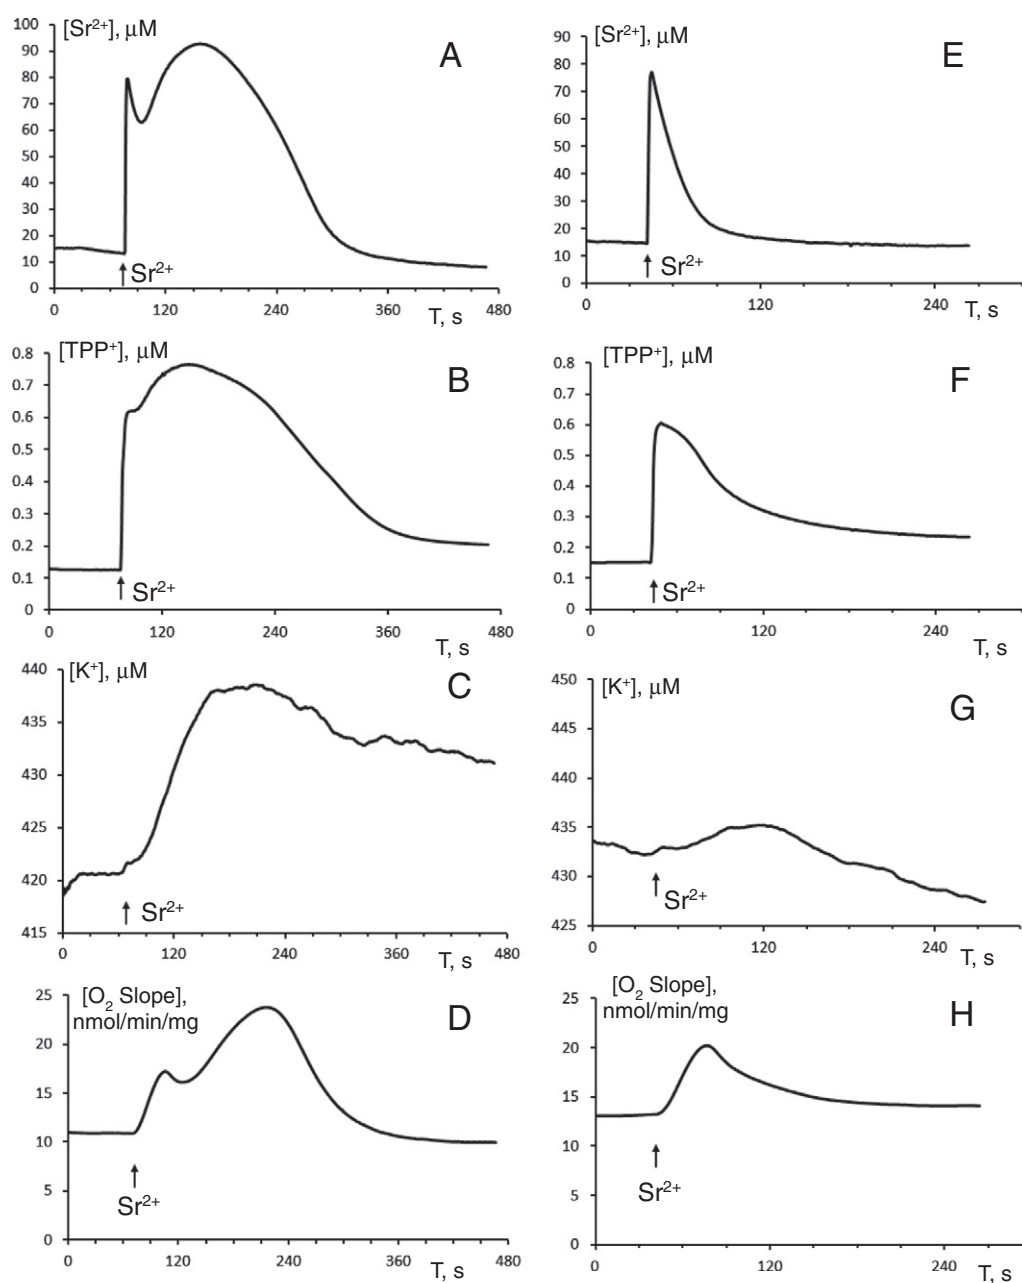 [Sr²⁺], μM
A
100
90
80
70
60
50
40
30
20
10
0
Sr²⁺
0
120
240
360
480
T, s
[Sr²⁺], μM
E
90
80
70
60
50
40
30
20
10
0
Sr²⁺
0
120
240
T, s
[TPP⁺], μM
B
0.8
0.7
0.6
0.5
0.4
0.3
0.2
0.1
0
Sr²⁺
0
120
240
360
480
T, s
[TPP⁺], μM
F
0.8
0.7
0.6
0.5
0.4
0.3
0.2
0.1
0
Sr²⁺
0
120
240
T, s
[K⁺], μM
C
440
435
430
425
420
415
Sr²⁺
0
120
240
360
480
T, s
[K⁺], μM
G
450
445
440
435
430
425
Sr²⁺
0
120
240
T, s
[O₂ Slope],
nmol/min/mg
D
25
20
15
10
5
0
Sr²⁺
0
120
240
360
480
T, s
[O₂ Slope],
nmol/min/mg
H
25
20
15
10
5
0
Sr²⁺
0
120
240
T, s